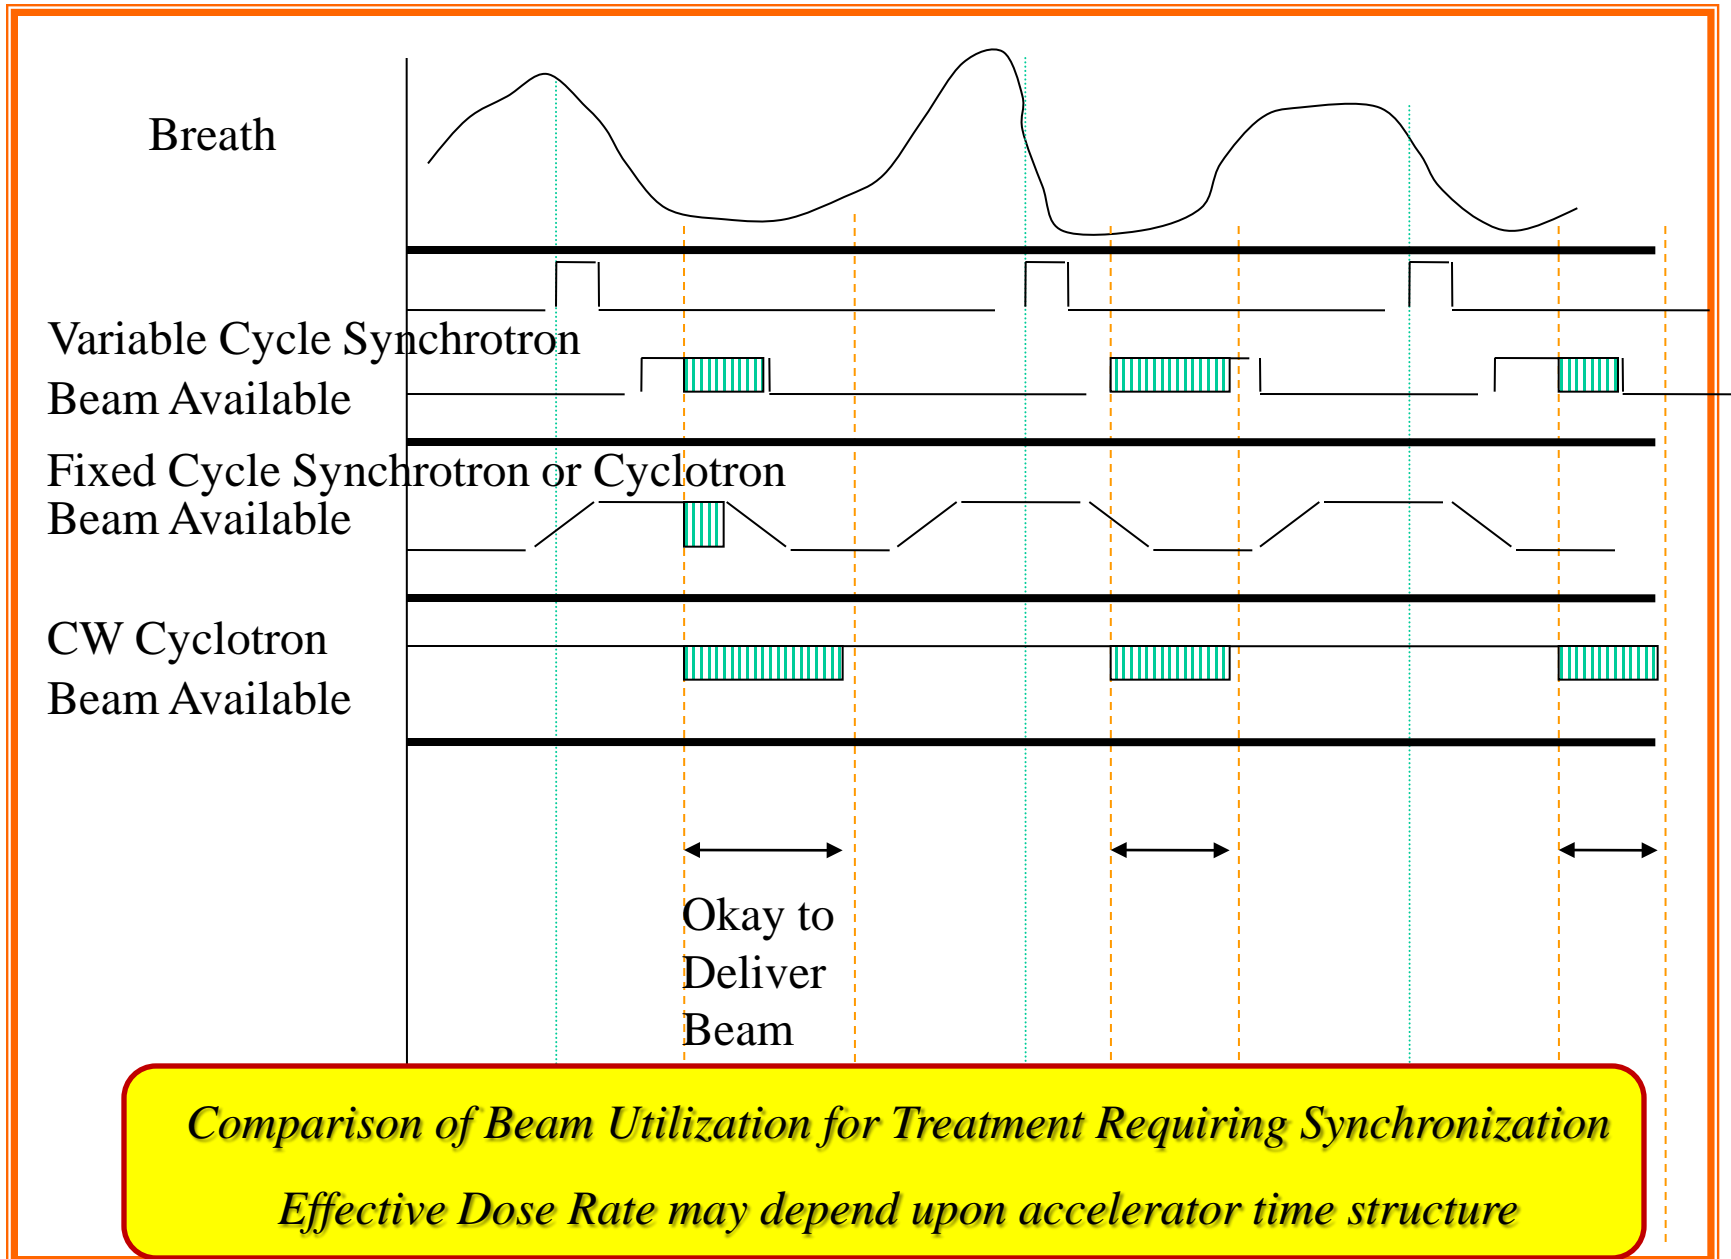 Breath
Variable Cycle Synchrotron
Beam Available
Fixed Cycle Synchrotron or Cyclotron
Beam Available
CW Cyclotron
Beam Available
Okay to
Deliver
Beam
Comparison of Beam Utilization for Treatment Requiring Synchronization
Effective Dose Rate may depend upon accelerator time structure